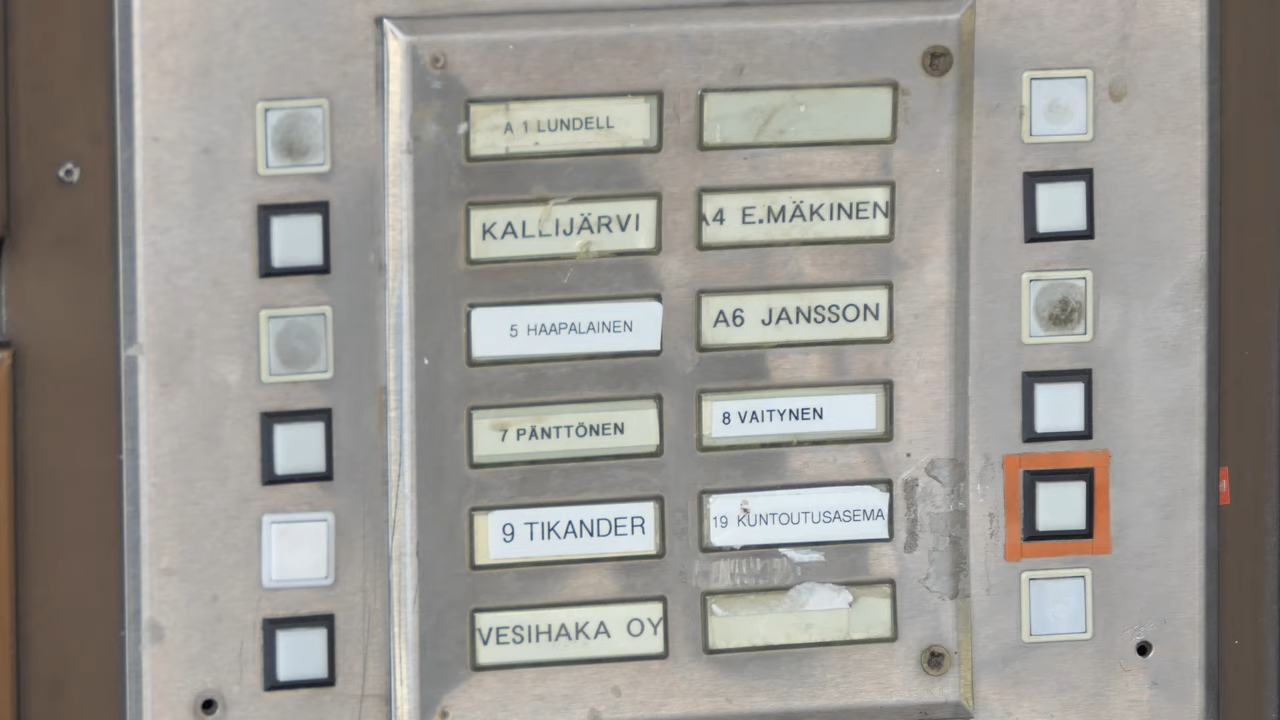 A 1 LUNDELL
KALLIJÄRVI
A4 E.MÄKINEN
5 HAAPALAINEN
A6 JANSSON
7 PÄNTTÖNEN
8 VAITYNEN
9 TIKANDER
19 KUNTOUTUSASEMA
VESIHAKA OY